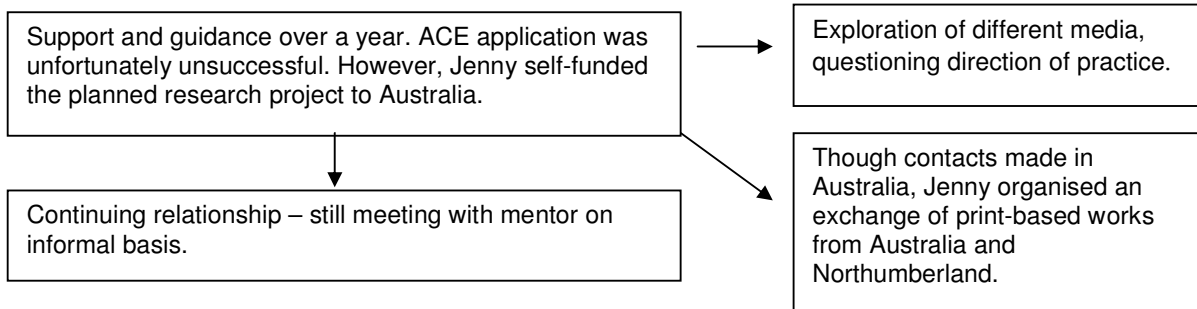 Support and guidance over a year. ACE application was
unfortunately unsuccessful. However, Jenny self-funded
the planned research project to Australia.
Exploration of different media,
questioning direction of practice.
Continuing relationship – still meeting with mentor on
informal basis.
Though contacts made in
Australia, Jenny organised an
exchange of print-based works
from Australia and
Northumberland.